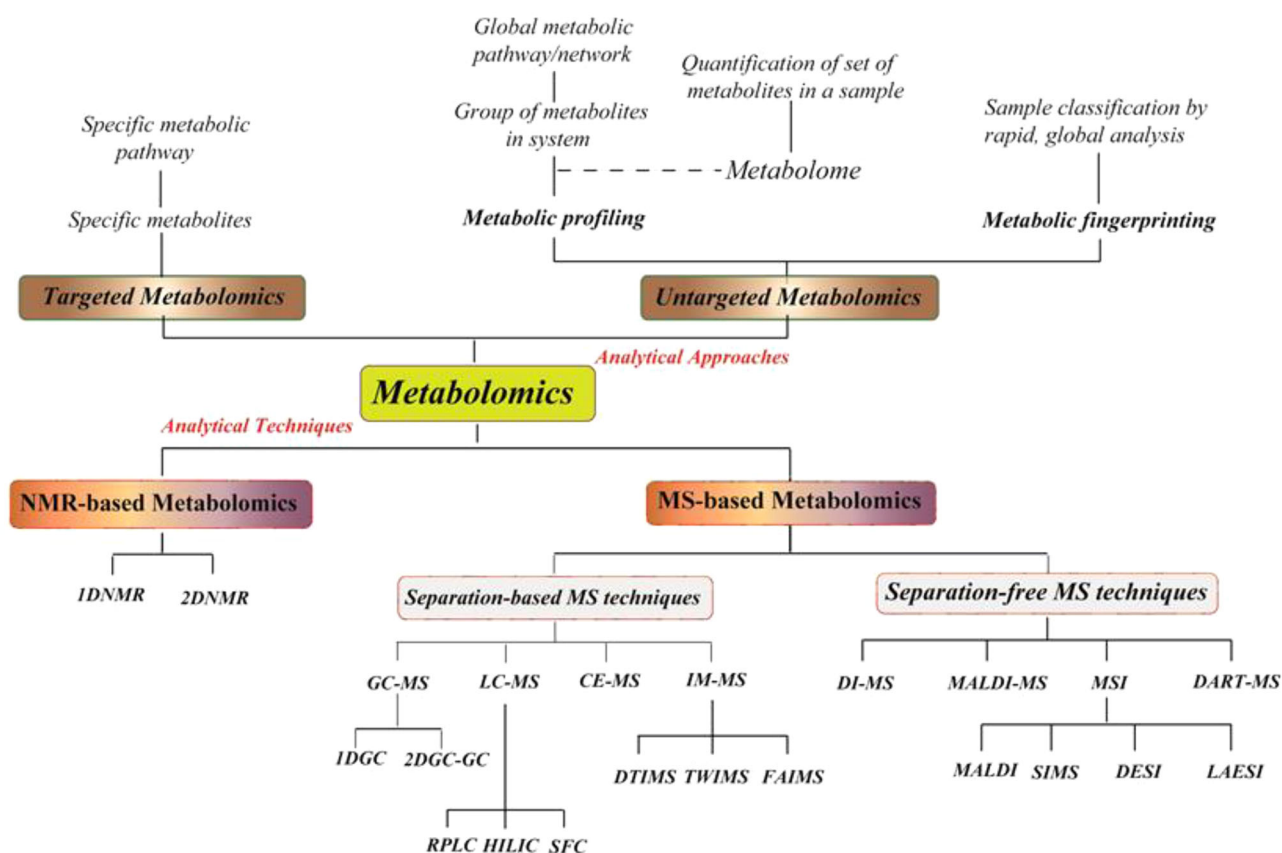 Global metabolic
pathway/network
Quantification of set of
metabolites in a sample
Group of metabolites
in system
Sample classification by
rapid, global analysis
Specific metabolic
pathway
Metabolome
Specific metabolites
Metabolic profiling
Metabolic fingerprinting
Targeted Metabolomics
Untargeted Metabolomics
Analytical Approaches
Metabolomics
Analytical Techniques
NMR-based Metabolomics
MS-based Metabolomics
1DNMR
2DNMR
Separation-based MS techniques
Separation-free MS techniques
GC-MS
LC-MS
CE-MS
IM-MS
DI-MS
MALDI-MS
MSI
DART-MS
1DGC
2DGC-GC
DTIMS
TWIMS
FAIMS
MALDI
SIMS
DESI
LAESI
RPLC
HILIC
SFC